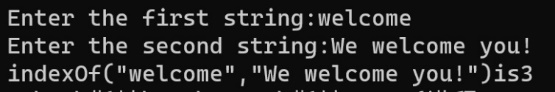 Enter the first string:welcome
Enter the second string:We welcome you!
indexOf("welcome","We welcome you!")is3